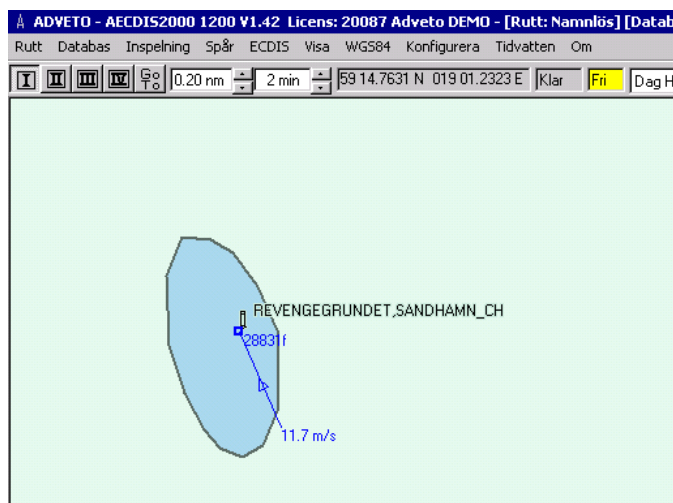 ADVETO - AECDIS2000 1200 V1.42 Licens: 20087 Adveto DEMO - [Rutt: Namnlös] [Datab
Rutt Databas Inspelning Spår ECDIS Visa WGS84 Konfigurera Tidvatten Om
I II III IV GoTo 0.20 nm 2 min 59 14.7631 N 019 01.2323 E Klar Fri Dag H
REVENGEGRUNDET,SANDHAMN_CH
28831f
11.7 m/s